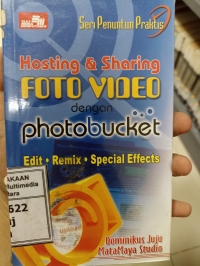 Seri Penuntun Praktis
Hosting & Sharing
FOTO VIDEO
dengan
photobucket
Edit • Remix • Special Effects
AKAAN
Multimedia
tara
622
Dominikus Juju
MataMaya Studio